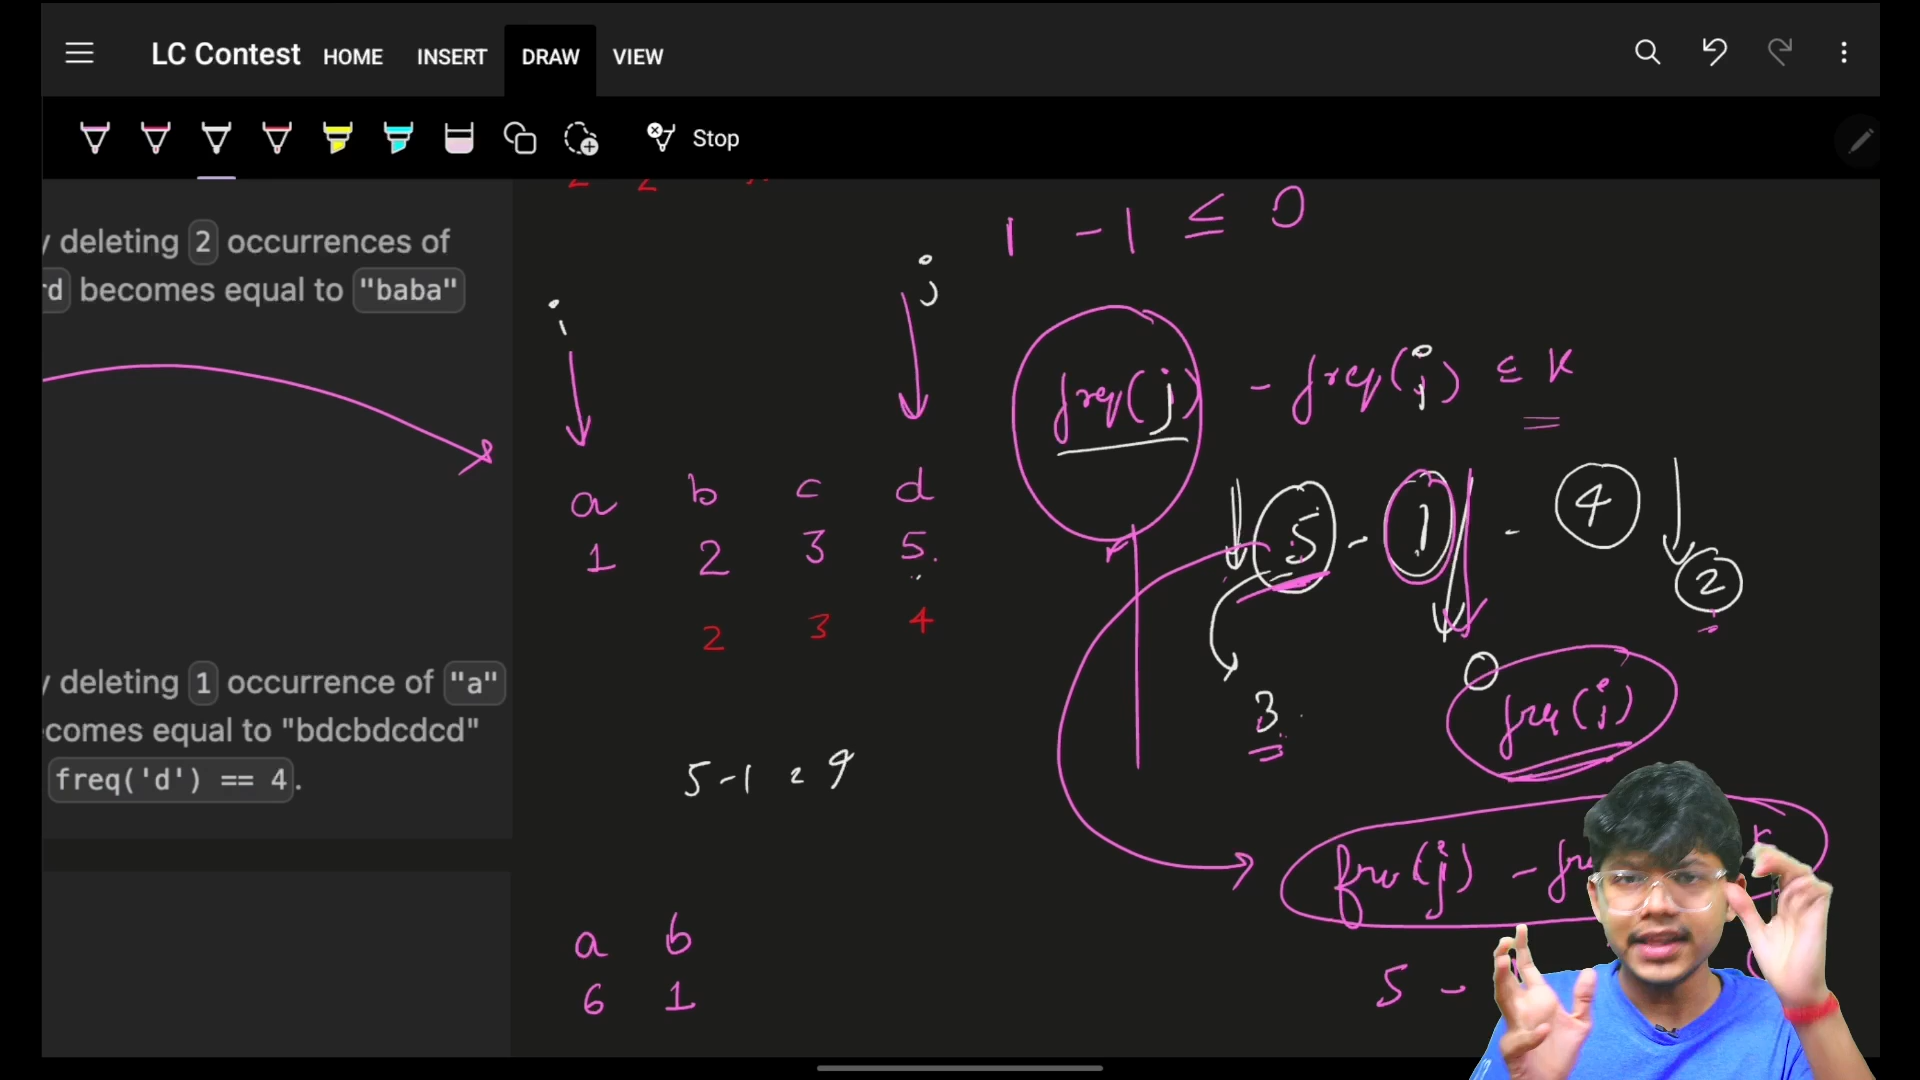 LC Contest HOME INSERT DRAW VIEW
Stop
y deleting 2 occurrences of
rd becomes equal to "baba"
1 - 1 ≤ 0
i
j
freq(j) - freq(i) ≤ K
a b c d
1 2 3 5
5 - 1 - 4
2
2 3 4
0
y deleting 1 occurrence of "a"
comes equal to "bdcbdcdcd"
freq('d') == 4.
3
freq(i)
5-1 = 4
a b
6 1
5 -